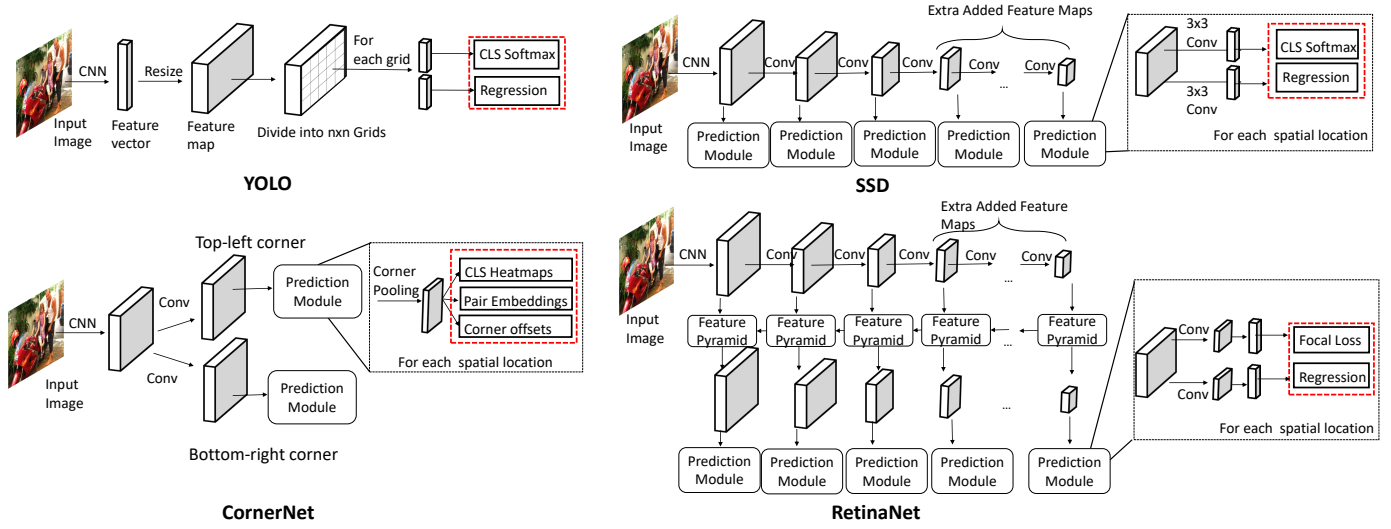 CNN
Resize
For
each grid
CLS Softmax
Regression
Input
Image
Feature
vector
Feature
map
Divide into nxn Grids
YOLO
Extra Added Feature Maps
CNN
Conv
Conv
Conv
Conv
Conv
...
Input
Image
Prediction
Module
Prediction
Module
Prediction
Module
Prediction
Module
Prediction
Module
3x3
Conv
3x3
Conv
CLS Softmax
Regression
For each spatial location
SSD
Top-left corner
CNN
Conv
Conv
Input
Image
Prediction
Module
Prediction
Module
Corner
Pooling
CLS Heatmaps
Pair Embeddings
Corner offsets
For each spatial location
Bottom-right corner
CornerNet
Extra Added Feature
Maps
CNN
Conv
Conv
Conv
Conv
Conv
...
Input
Image
Feature
Pyramid
Feature
Pyramid
Feature
Pyramid
Feature
Pyramid
...
Feature
Pyramid
...
Prediction
Module
Prediction
Module
Prediction
Module
Prediction
Module
...
Prediction
Module
Conv
Conv
Focal Loss
Regression
For each spatial location
RetinaNet